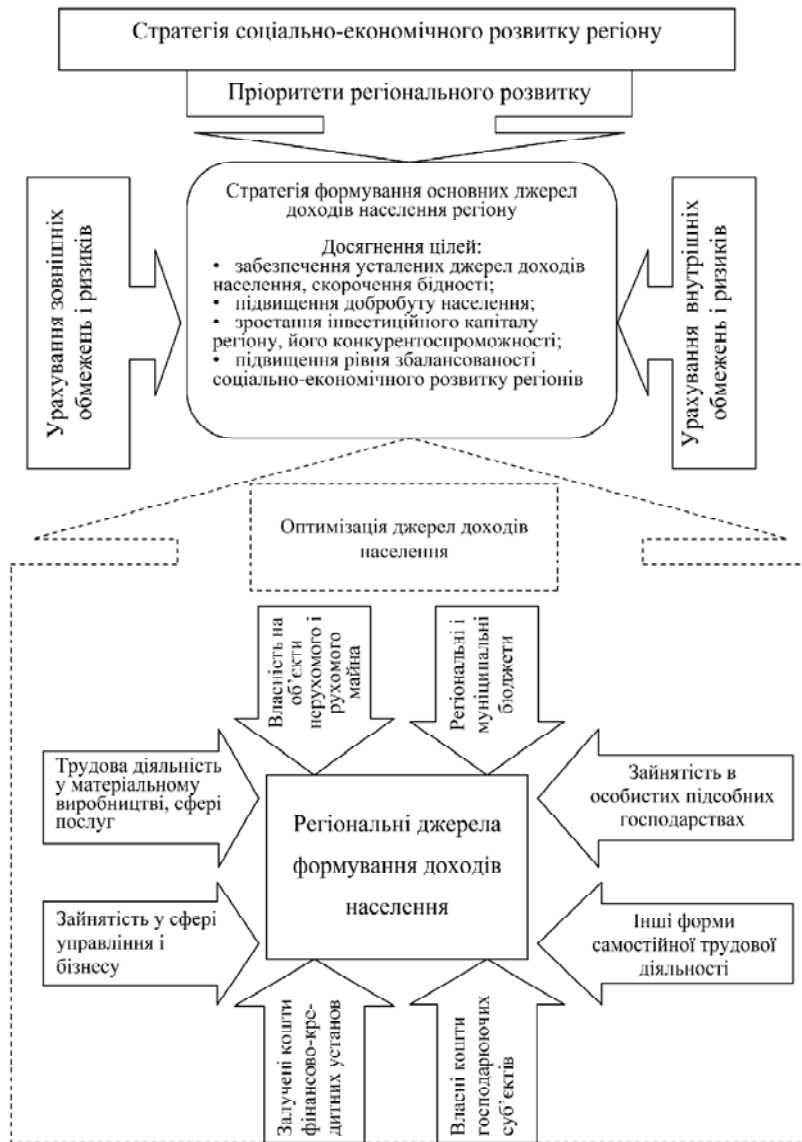 Стратегія соціально-економічного розвитку регіону
Пріоритети регіонального розвитку
Урахування зовнішніх
обмежень і ризиків
Стратегія формування основних джерел
доходів населення регіону
Досягнення цілей:
• забезпечення усталених джерел доходів
населення, скорочення бідності;
• підвищення добробуту населення;
• зростання інвестиційного капіталу
регіону, його конкурентоспроможності;
• підвищення рівня збалансованості
соціально-економічного розвитку регіонів
Урахування внутрішніх
обмежень і ризиків
Оптимізація джерел доходів
населення
Власність на
об’єкти
нерухомого і
рухомого
майна
Регіональні і
муніципальні
бюджети
Трудова діяльність
у матеріальному
виробництві, сфері
послуг
Регіональні джерела
формування доходів
населення
Зайнятість в
особистих підсобних
господарствах
Зайнятість у сфері
управління і
бізнесу
Інші форми
самостійної трудової
діяльності
Залучені кошти
фінансово-кре-
дитних установ
Власні кошти
господарюючих
суб’єктів